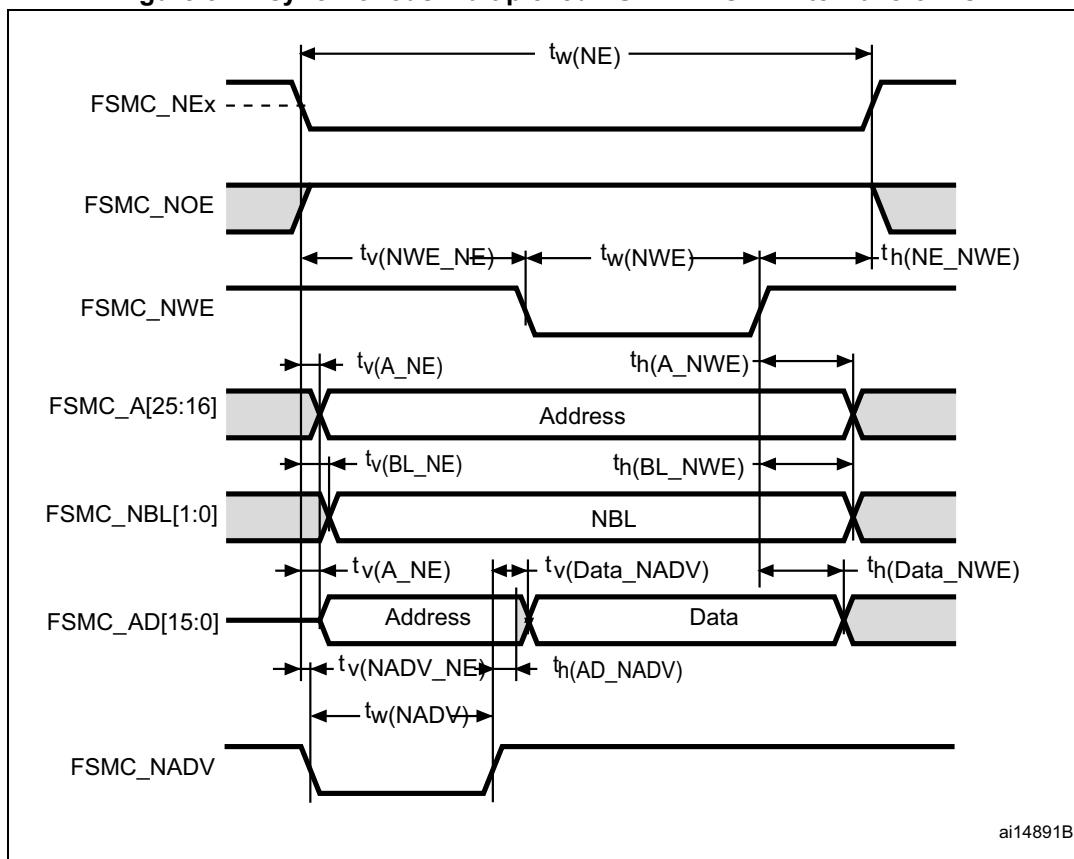 tw(NE)
FSMC_NEx
FSMC_NOE
tv(NWE_NE)
tw(NWE)
th(NE_NWE)
FSMC_NWE
tv(A_NE)
th(A_NWE)
FSMC_A[25:16]
Address
tv(BL_NE)
th(BL_NWE)
FSMC_NBL[1:0]
NBL
tv(A_NE)
tv(Data_NADV)
th(Data_NWE)
FSMC_AD[15:0]
Address
Data
tv(NADV_NE)
th(AD_NADV)
tw(NADV)
FSMC_NADV
ai14891B